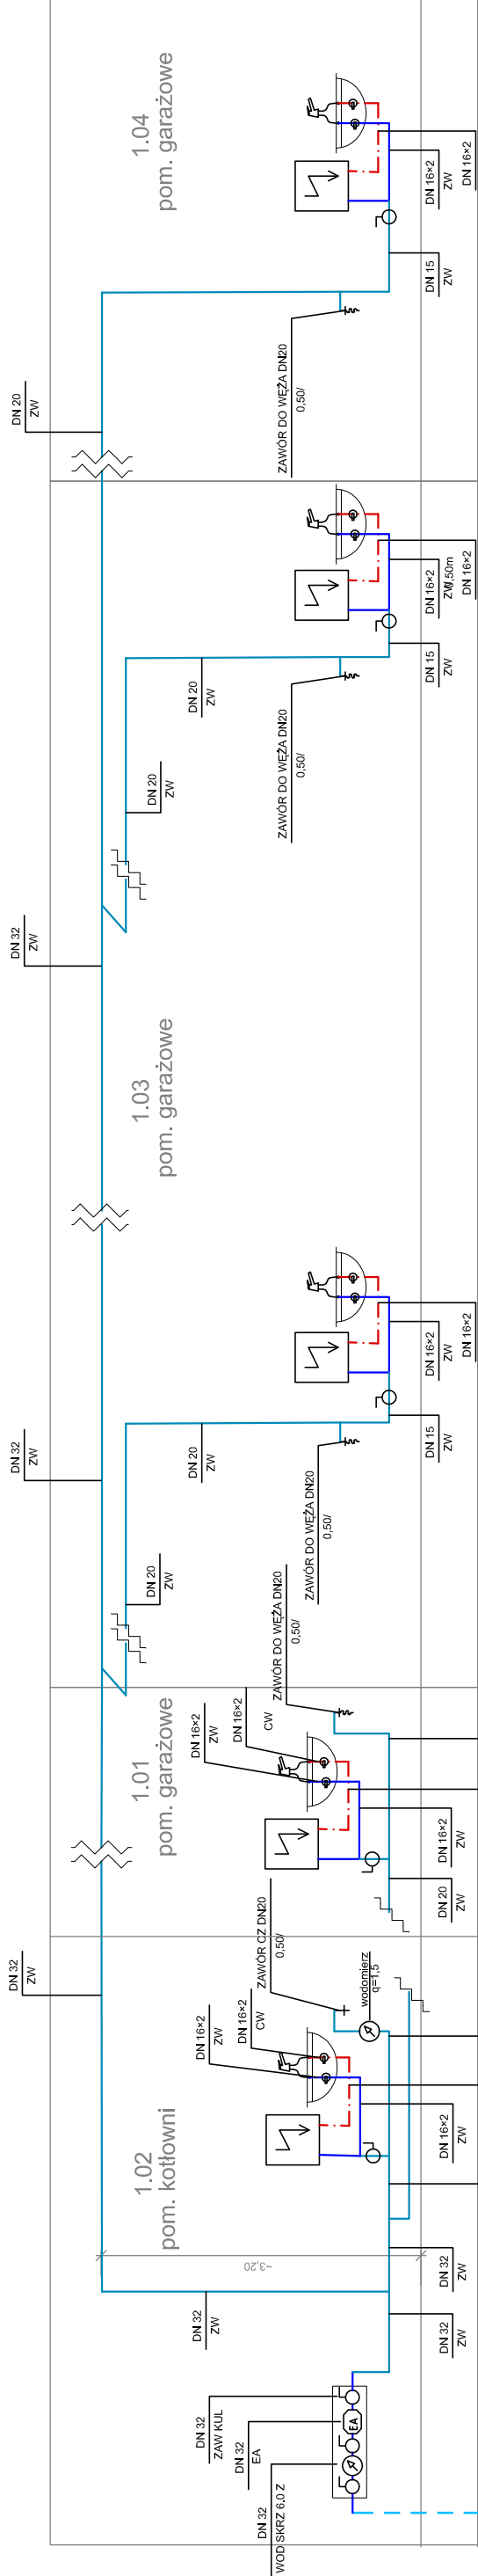 1.04
pom. garażowe
DN 16×2
ZW
DN 16×2
DN 15
ZW
DN 20
ZW
ZAWÓR DO WĘŻA DN20
0,50/
DN 16×2
ZW
0,50m
DN 16×2
DN 15
ZW
DN 20
ZW
ZAWÓR DO WĘŻA DN20
0,50/
DN 20
ZW
DN 32
ZW
1.03
pom. garażowe
DN 16×2
ZW
DN 16×2
DN 15
ZW
DN 32
ZW
DN 20
ZW
ZAWÓR DO WĘŻA DN20
0,50/
DN 20
ZW
ZAWÓR DO WĘŻA DN20
0,50/
1.01
pom. garażowe
DN 16×2
ZW
DN 16×2
CW
DN 16×2
ZW
DN 20
ZW
DN 32
ZW
ZAWÓR CZ DN20
0,50/
wodomierz
q=1,5
DN 16×2
ZW
DN 16×2
CW
DN 16×2
ZW
1.02
pom. kotłowni
~3,20
DN 32
ZW
DN 32
ZW
DN 32
ZW
DN 32
ZAW KUL
DN 32
EA
EA
DN 32
WOD SKRZ 6.0 Z